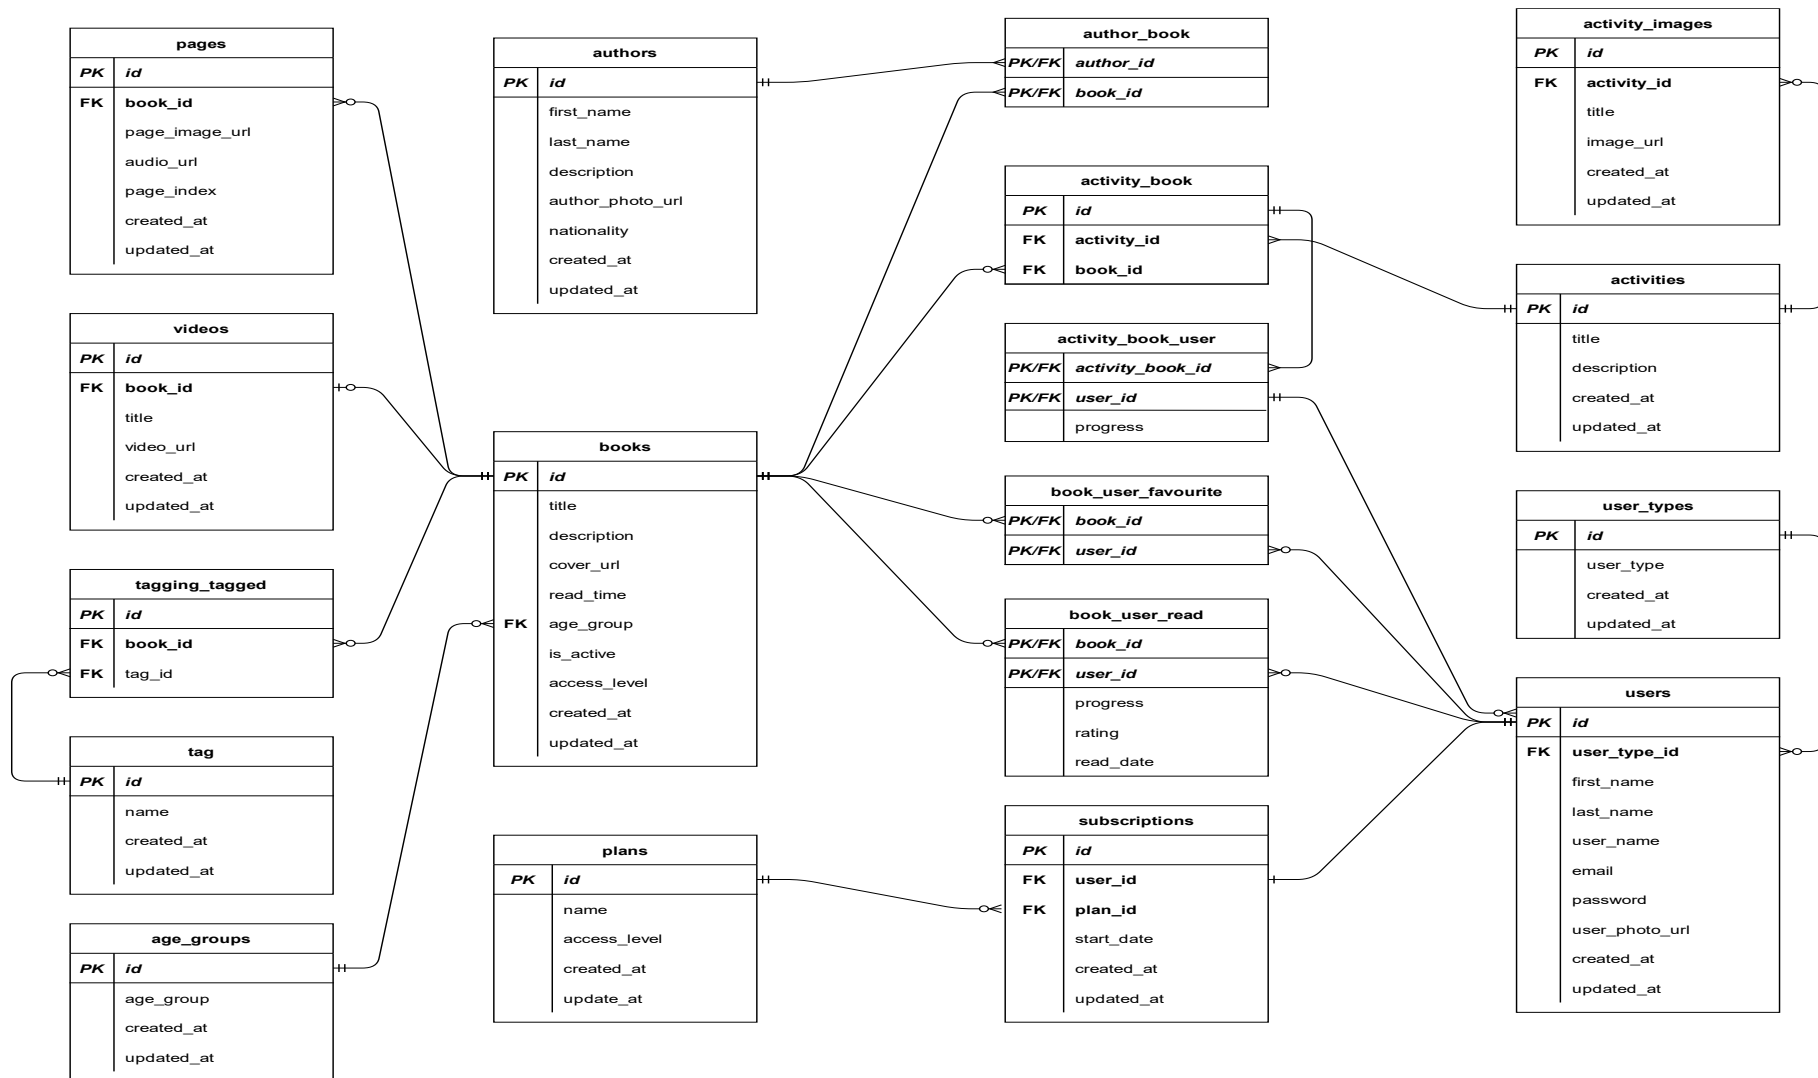 pages
PK id
FK book_id
page_image_url
audio_url
page_index
created_at
updated_at
videos
PK id
FK book_id
title
video_url
created_at
updated_at
tagging_tagged
PK id
FK book_id
FK tag_id
tag
PK id
name
created_at
updated_at
age_groups
PK id
age_group
created_at
updated_at
authors
PK id
first_name
last_name
description
author_photo_url
nationality
created_at
updated_at
books
PK id
title
description
cover_url
read_time
FK age_group
is_active
access_level
created_at
updated_at
plans
PK id
name
access_level
created_at
update_at
author_book
PK/FK author_id
PK/FK book_id
activity_book
PK id
FK activity_id
FK book_id
activity_book_user
PK/FK activity_book_id
PK/FK user_id
progress
book_user_favourite
PK/FK book_id
PK/FK user_id
book_user_read
PK/FK book_id
PK/FK user_id
progress
rating
read_date
subscriptions
PK id
FK user_id
FK plan_id
start_date
created_at
updated_at
activity_images
PK id
FK activity_id
title
image_url
created_at
updated_at
activities
PK id
title
description
created_at
updated_at
user_types
PK id
user_type
created_at
updated_at
users
PK id
FK user_type_id
first_name
last_name
user_name
email
password
user_photo_url
created_at
updated_at